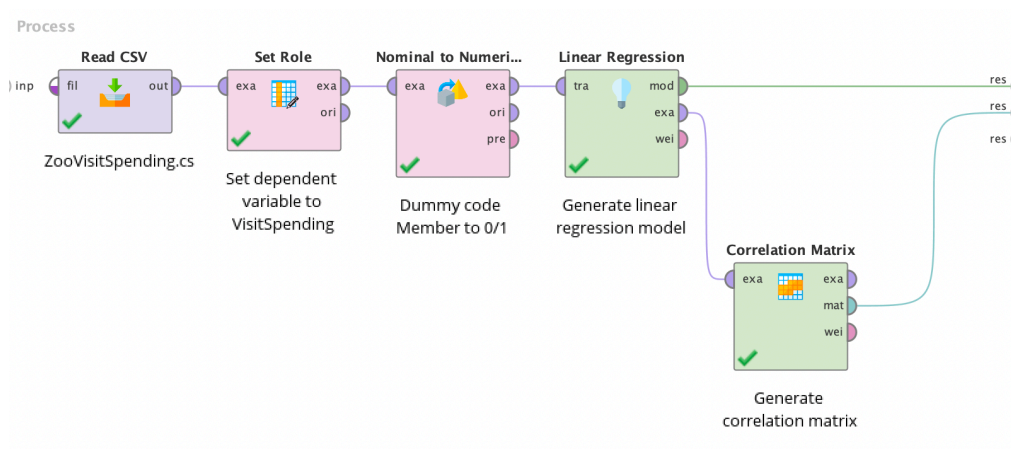 Process
Read CSV
Set Role
Nominal to Numeri...
Linear Regression
inp
fil
out
exa
exa
ori
exa
exa
ori
pre
tra
mod
exa
wei
res
res
res
ZooVisitSpending.cs
Set dependent
variable to
VisitSpending
Dummy code
Member to 0/1
Generate linear
regression model
Correlation Matrix
exa
exa
mat
wei
Generate
correlation matrix